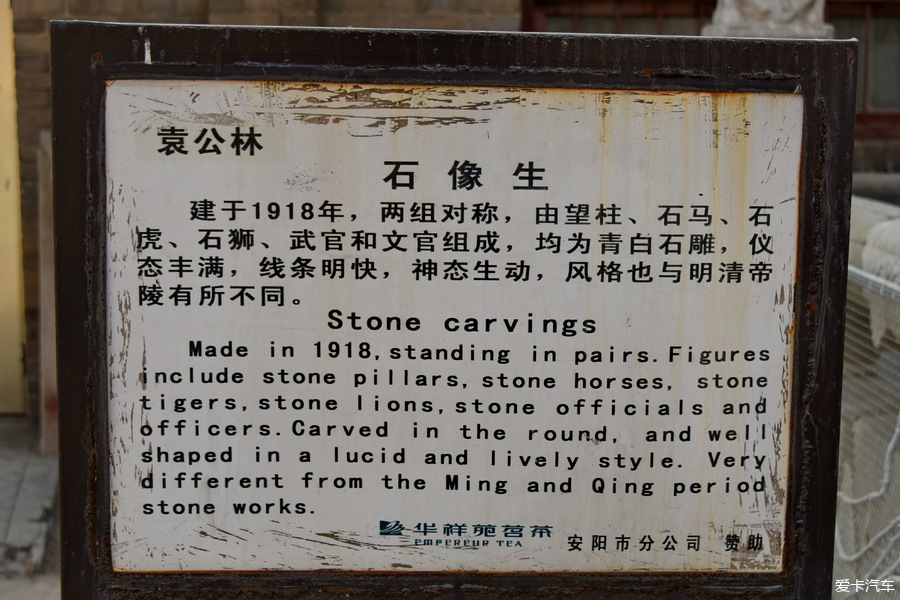 袁公林
石像生
建于1918年，两组对称，由望柱、石马、石
虎、石狮、武官和文官组成，均为青白石雕，仪
态丰满，线条明快，神态生动，风格也与明清帝
陵有所不同。
Stone carvings
Made in 1918,standing in pairs.Figures
include stone pillars,stone horses, stone
tigers,stone lions,stone officials and
officers.Carved in the round, and well
shaped in a lucid and lively style. Very
different from the Ming and Qing period
stone works.
华祥苑茗茶
EMPEREUR TEA
安阳市分公司 赞助
爱卡汽车